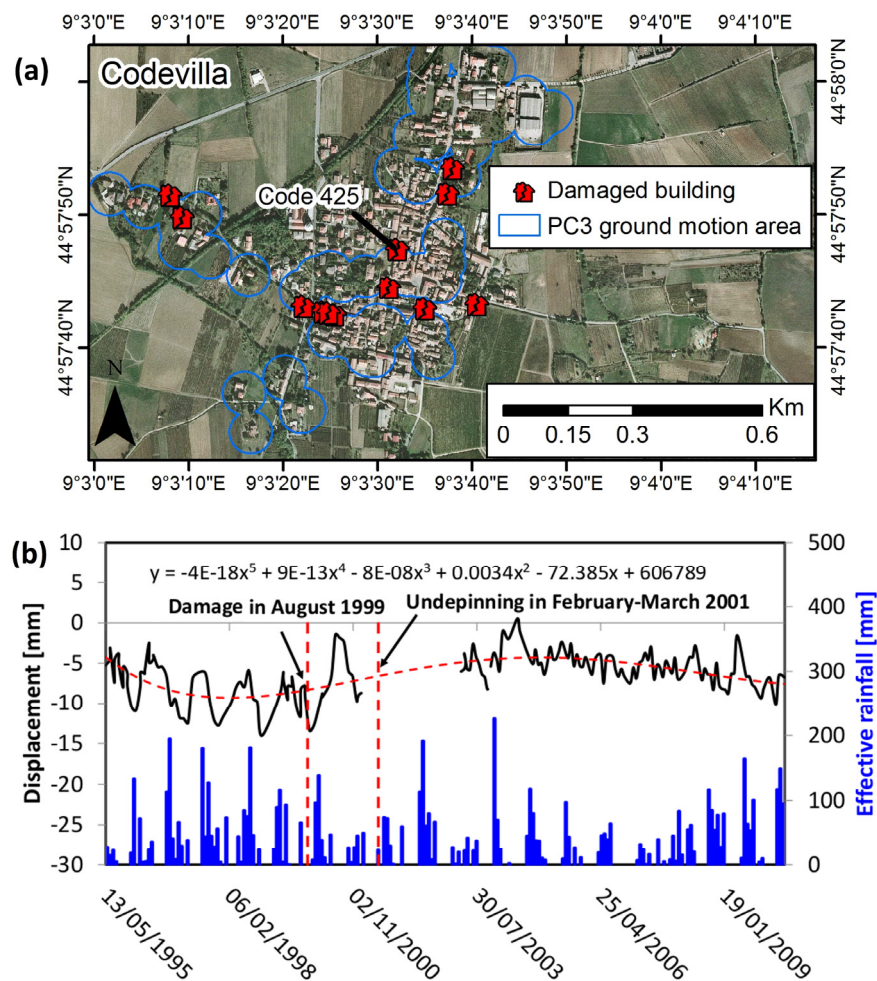 9°3'0"E 9°3'10"E 9°3'20"E 9°3'30"E 9°3'40"E 9°3'50"E 9°4'0"E 9°4'10"E
(a)
Codevilla
44°58'0"N
44°57'50"N
44°57'50"N
44°57'40"N
44°57'40"N
Code 425
Damaged building
PC3 ground motion area
N
Km
0 0.15 0.3 0.6
9°3'0"E 9°3'10"E 9°3'20"E 9°3'30"E 9°3'40"E 9°3'50"E 9°4'0"E 9°4'10"E
(b)
y = -4E-18x⁵ + 9E-13x⁴ - 8E-08x³ + 0.0034x² - 72.385x + 606789
Damage in August 1999
Undepinning in February-March 2001
Displacement [mm]
10
5
0
-5
-10
-15
-20
-25
-30
Effective rainfall [mm]
500
400
300
200
100
0
13/05/1995
06/02/1998
02/11/2000
30/07/2003
25/04/2006
19/01/2009